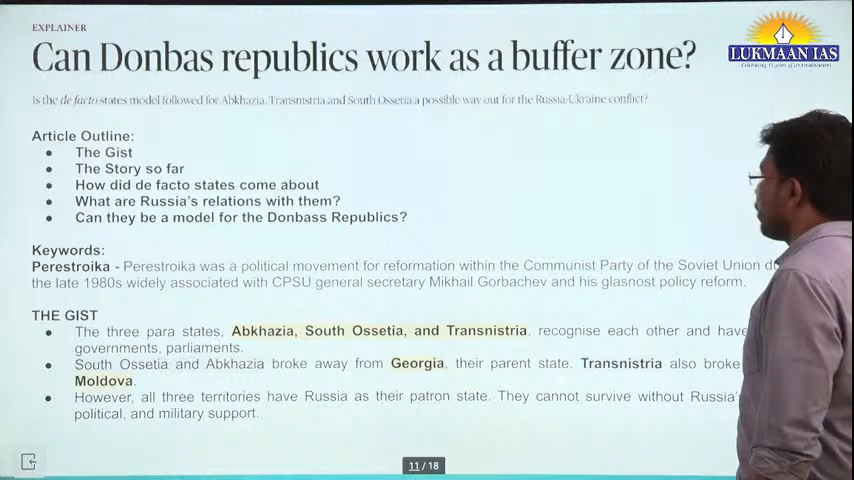 EXPLAINER
Can Donbas republics work as a buffer zone?
LUKMAAN IAS
Is the de facto states model followed for Abkhazia, Transnistria and South Ossetia a possible way out for the Russia-Ukraine conflict?
Article Outline:
● The Gist
● The Story so far
● How did de facto states come about
● What are Russia's relations with them?
● Can they be a model for the Donbass Republics?
Keywords:
Perestroika - Perestroika was a political movement for reformation within the Communist Party of the Soviet Union
the late 1980s widely associated with CPSU general secretary Mikhail Gorbachev and his glasnost policy reform.
THE GIST
● The three para states, Abkhazia, South Ossetia, and Transnistria, recognise each other and have
governments, parliaments.
● South Ossetia and Abkhazia broke away from Georgia, their parent state. Transnistria also broke
Moldova.
● However, all three territories have Russia as their patron state. They cannot survive without Russia's
political, and military support.
11 / 18